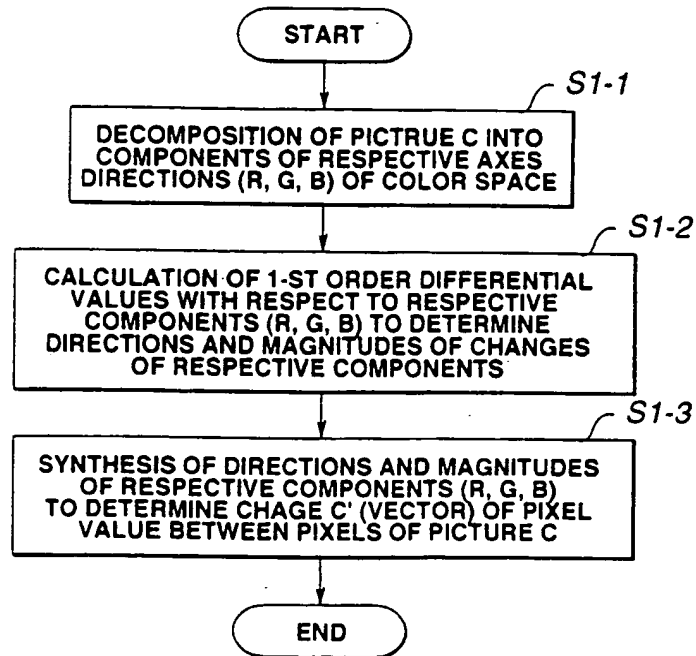 START
S1-1
DECOMPOSITION OF PICTRUE C INTO
COMPONENTS OF RESPECTIVE AXES
DIRECTIONS (R, G, B) OF COLOR SPACE
S1-2
CALCULATION OF 1-ST ORDER DIFFERENTIAL
VALUES WITH RESPECT TO RESPECTIVE
COMPONENTS (R, G, B) TO DETERMINE
DIRECTIONS AND MAGNITUDES OF CHANGES
OF RESPECTIVE COMPONENTS
S1-3
SYNTHESIS OF DIRECTIONS AND MAGNITUDES
OF RESPECTIVE COMPONENTS (R, G, B)
TO DETERMINE CHAGE C' (VECTOR) OF PIXEL
VALUE BETWEEN PIXELS OF PICTURE C
END